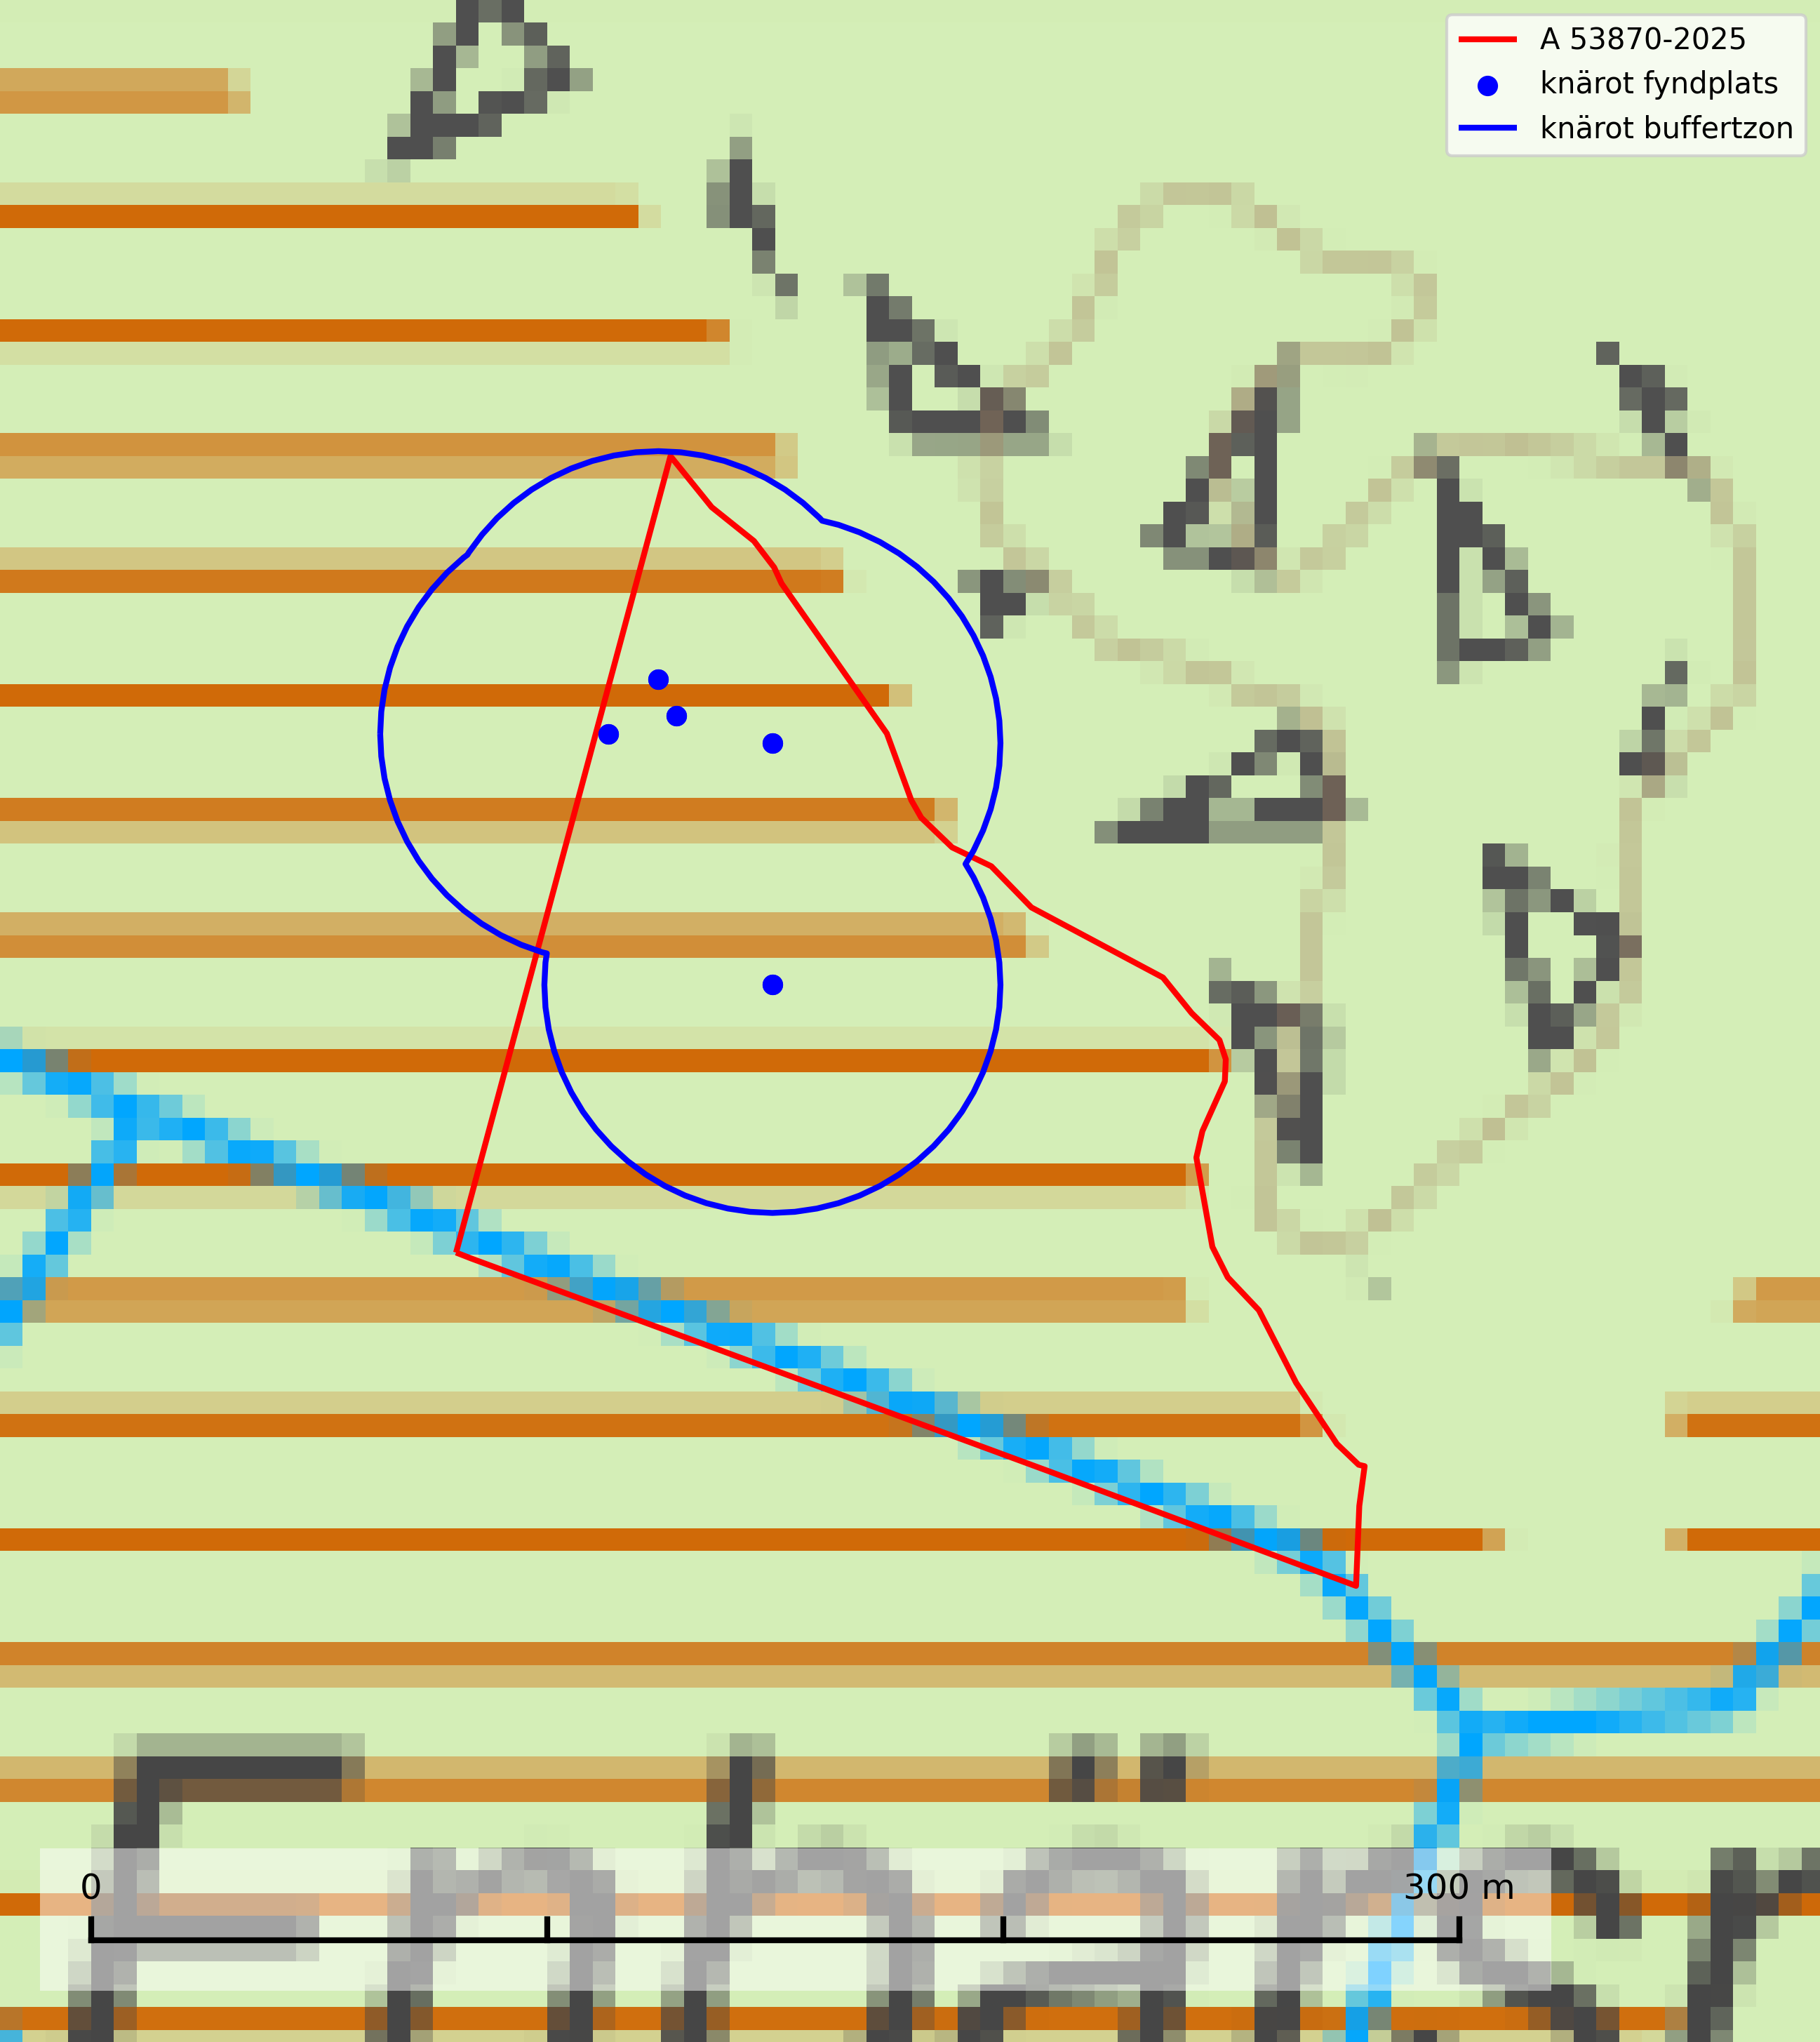 A 53870-2025
knärot fyndplats
knärot buffertzon
0
300 m